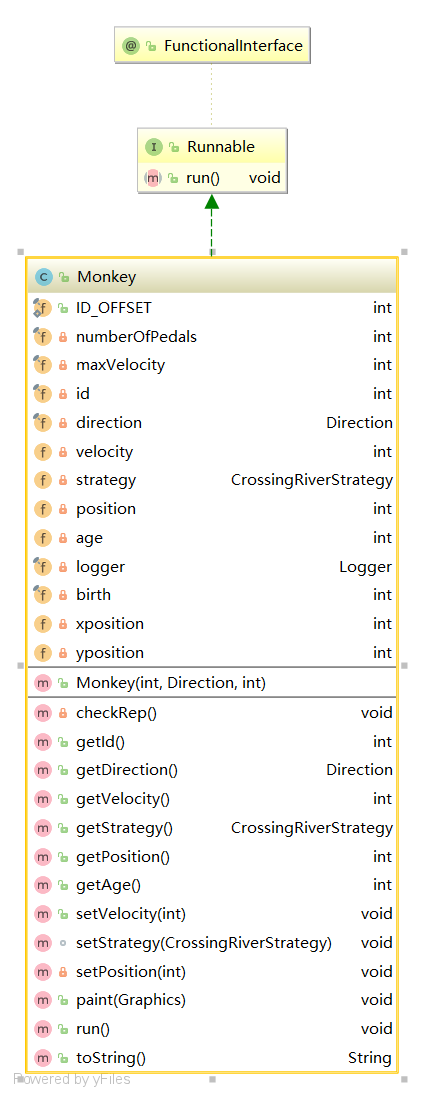 @ FunctionalInterface
I Runnable
m run() void
C Monkey
f ID_OFFSET int
f numberOfPedals int
f maxVelocity int
f id int
f direction Direction
f velocity int
f strategy CrossingRiverStrategy
f position int
f age int
f logger Logger
f birth int
f xposition int
f yposition int
m Monkey(int, Direction, int)
m checkRep() void
m getId() int
m getDirection() Direction
m getVelocity() int
m getStrategy() CrossingRiverStrategy
m getPosition() int
m getAge() int
m setVelocity(int) void
m setStrategy(CrossingRiverStrategy) void
m setPosition(int) void
m paint(Graphics) void
m run() void
m toString() String
Powered by yFiles